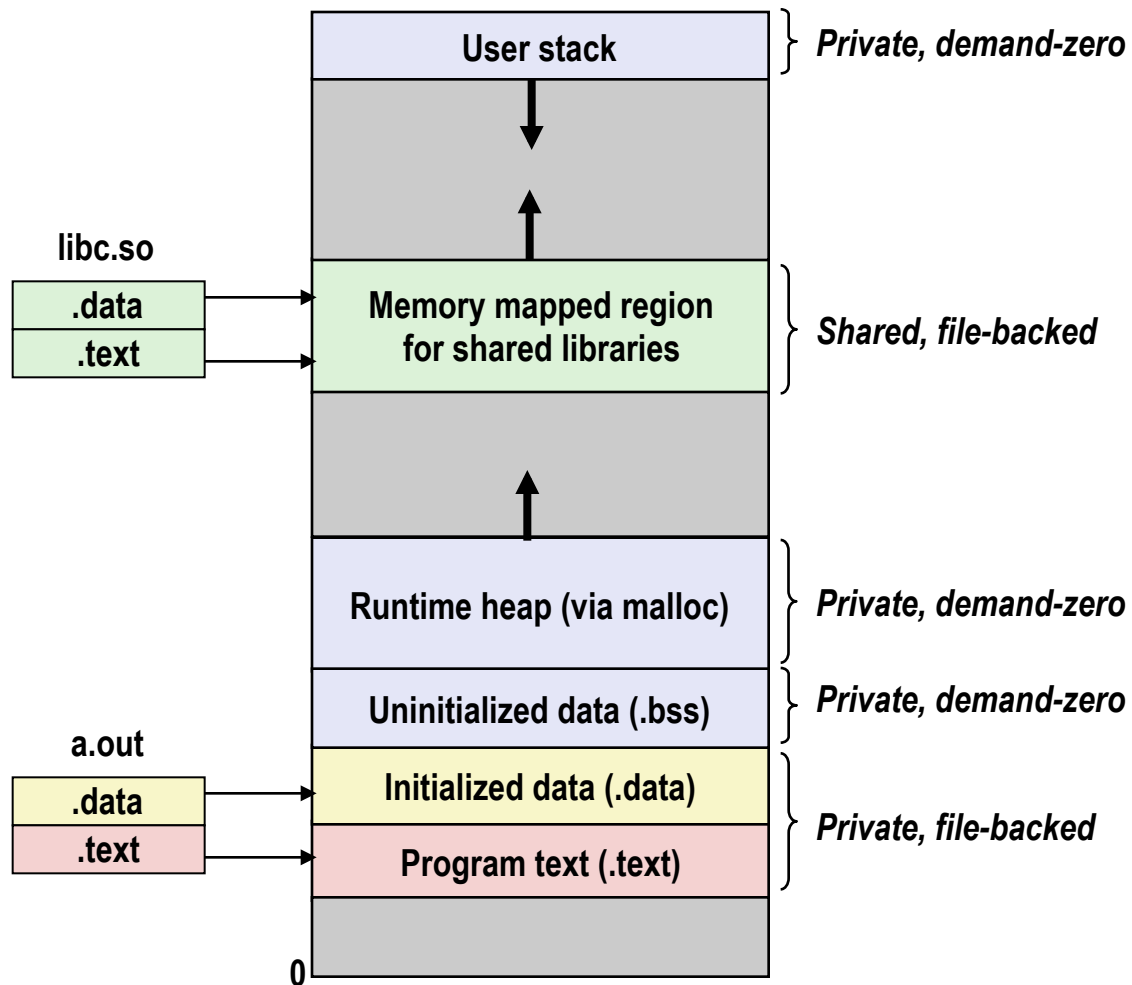 User stack
Private, demand-zero
libc.so
.data
.text
Memory mapped region
for shared libraries
Shared, file-backed
Runtime heap (via malloc)
Private, demand-zero
Uninitialized data (.bss)
Private, demand-zero
a.out
.data
.text
Initialized data (.data)
Program text (.text)
Private, file-backed
0